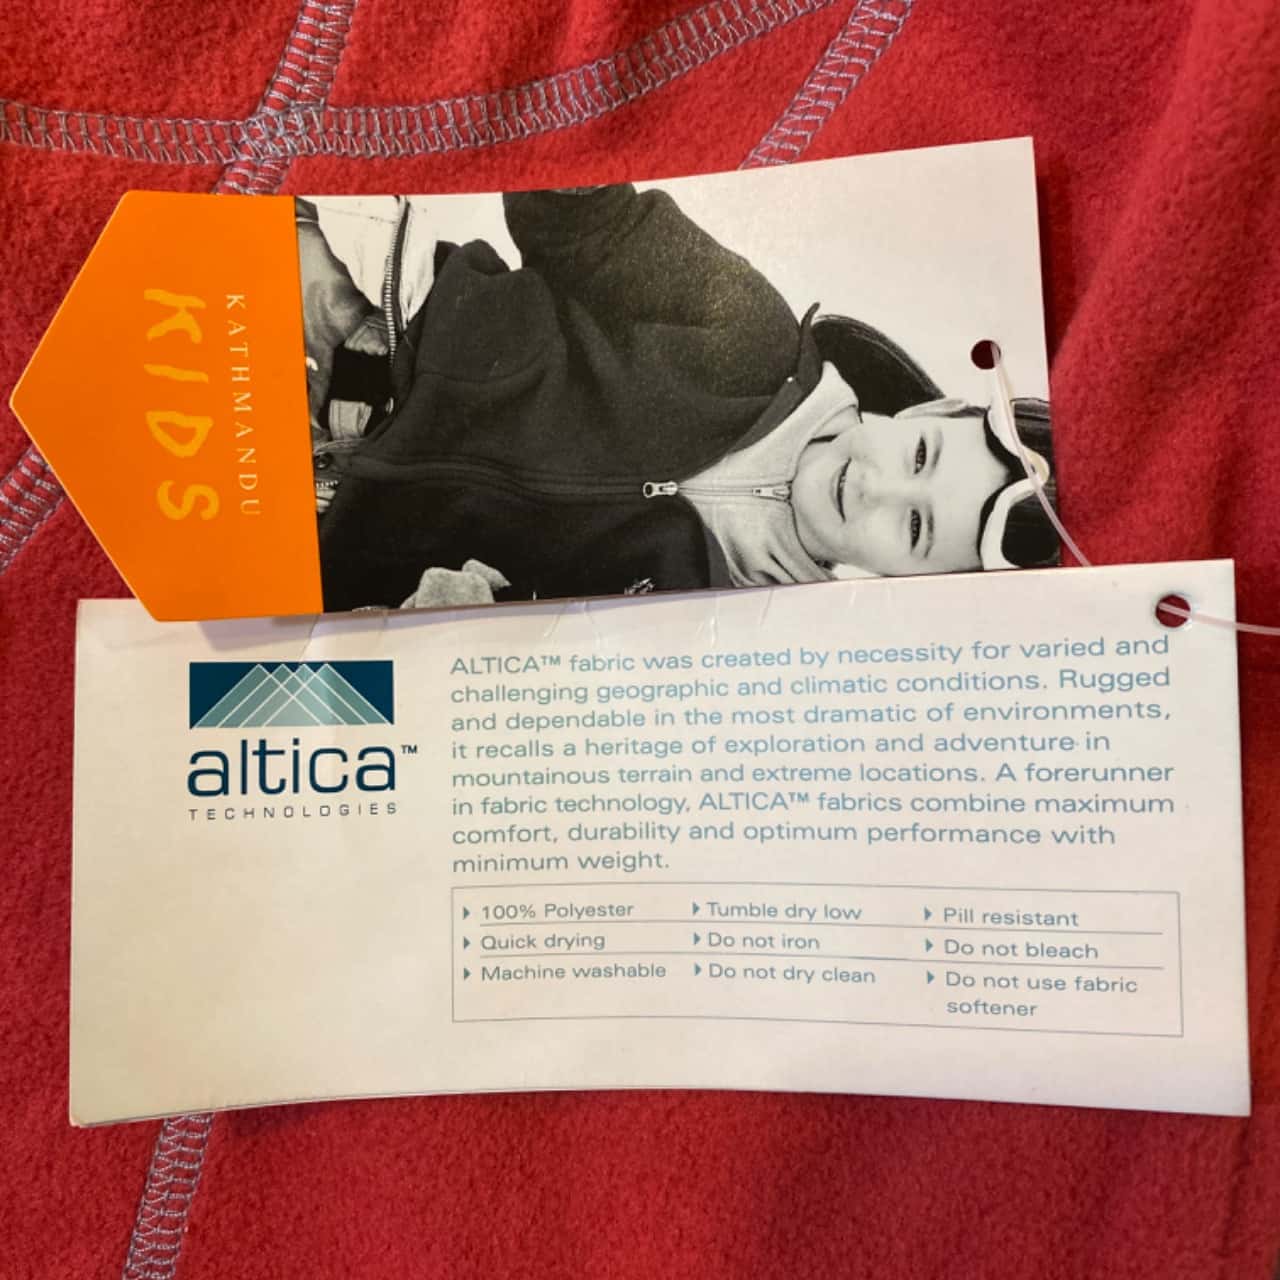 KATHMANDU
KIDS
altica™
TECHNOLOGIES
ALTICA™ fabric was created by necessity for varied and
challenging geographic and climatic conditions. Rugged
and dependable in the most dramatic of environments,
it recalls a heritage of exploration and adventure in
mountainous terrain and extreme locations. A forerunner
in fabric technology, ALTICA™ fabrics combine maximum
comfort, durability and optimum performance with
minimum weight.
100% Polyester
Quick drying
Machine washable
Tumble dry low
Do not iron
Do not dry clean
Pill resistant
Do not bleach
Do not use fabric
softener